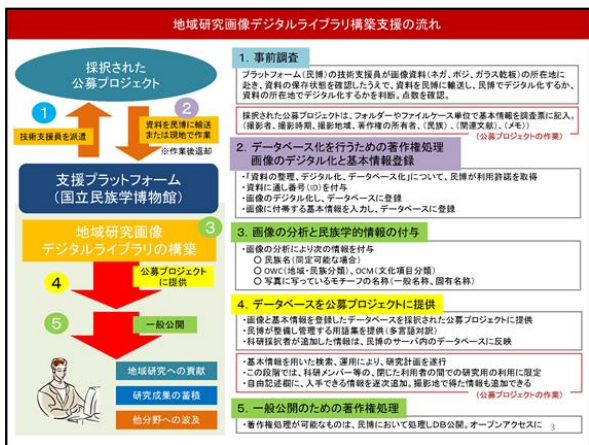 地域研究画像デジタルライブラリ構築支援の流れ
採択された
公募プロジェクト
1
2
技術支援員を派遣
資料を民博に輸送
または現地で作業
※作業後返却
支援プラットフォーム
(国立民族学博物館)
3
地域研究画像
デジタルライブラリの構築
4
公募プロジェクト
に提供
5
一般公開
地域研究への貢献
研究成果の蓄積
他分野への波及
1. 事前調査
プラットフォーム(民博)の技術支援員が画像資料(ネガ、ポジ、ガラス乾板)の所在地に
赴き、資料の保存状態を確認したうえで、資料を民博に輸送し、民博でデジタル化するか、
資料の所在地でデジタル化するかを判断。点数を確認。
採択された公募プロジェクトは、フォルダーやファイルケース単位で基本情報を調査票に記入。
(撮影者、撮影時期、撮影地域、著作権の所有者、(民族)、(関連文献)、(メモ))
(公募プロジェクトの作業)
2. データベース化を行うための著作権処理
画像のデジタル化と基本情報登録
・「資料の整理、デジタル化、データベース化」について、民博が利用許諾を取得
・資料に通し番号(ID)を付与
・画像のデジタル化し、データベースに登録
・画像に付帯する基本情報を入力し、データベースに登録
3. 画像の分析と民族学的情報の付与
・画像の分析により次の情報を付与
○ 民族名(同定可能な場合)
○ OWC(地域・民族分類)、OCM(文化項目分類)
○ 写真に写っているモチーフの名称(一般名称、固有名称)
4. データベースを公募プロジェクトに提供
・画像と基本情報を登録したデータベースを採択された公募プロジェクトに提供
・民博が整備し管理する用語集を提供(多言語対訳)
・科研採択者が追加した情報は、民博のサーバ内のデータベースに反映
・基本情報を用いた検索、運用により、研究計画を遂行
・この段階では、科研メンバー等の、閉じた利用者の間での研究用の利用に限定
・自由記述欄に、入手できる情報を逐次追加。撮影地で得た情報も追加できる
(公募プロジェクトの作業)
5. 一般公開のための著作権処理
・著作権処理が可能なものは、民博において処理しDB公開。オープンアクセスに
3